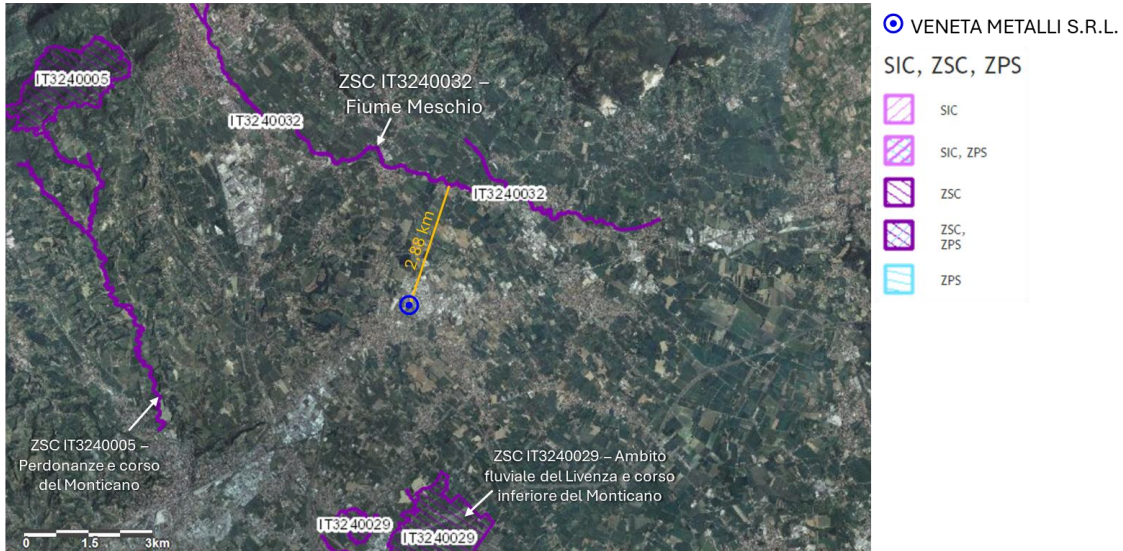 VENETA METALLI S.R.L.
SIC, ZSC, ZPS
SIC
SIC, ZPS
ZSC
ZSC,
ZPS
ZPS
IT3240005
ZSC IT3240032 –
Fiume Meschio
IT3240032
IT3240032
2.88 km
ZSC IT3240005 –
Perdonanze e corso
del Monticano
ZSC IT3240029 – Ambito
fluviale del Livenza e corso
inferiore del Monticano
IT3240029
IT3240029
0 1.5 3km